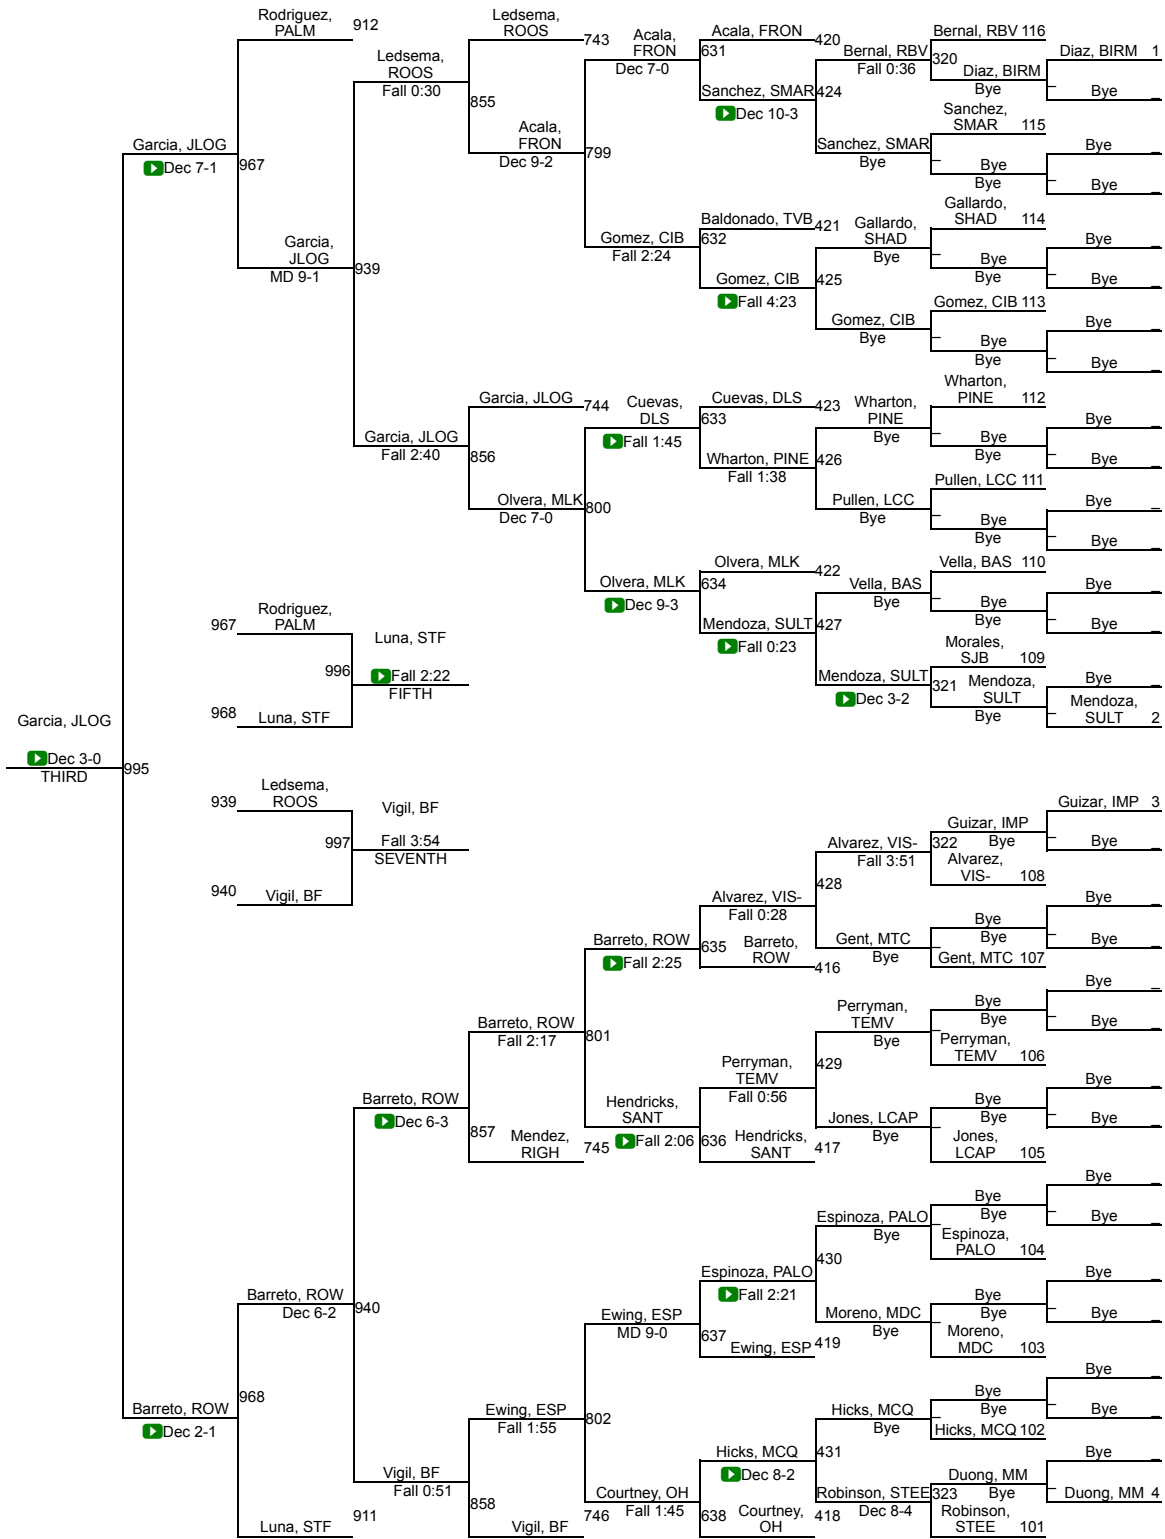 Rodriguez,
PALM
912
Ledsema,
ROOS
743
Acala,
FRON
Dec 7-0
Acala, FRON
420
631
Bernal, RBV
Fall 0:36
Bernal, RBV 116
320
Diaz, BIRM
Bye
Diaz, BIRM 1
Bye _
_
Ledsema,
ROOS
Fall 0:30
855
Sanchez, SMAR
424
Dec 10-3
Sanchez,
SMAR 115
Acala,
FRON
Dec 9-2
799
Sanchez, SMAR
Bye
_
Bye
Bye
Bye _
_
Bye _
Garcia, JLOG
Dec 7-1
967
Gomez, CIB
Fall 2:24
Baldonado, TVB
421
632
Gallardo,
SHAD
Bye
Gallardo,
SHAD 114
_
Bye
Bye
Bye _
_
Bye _
Garcia,
JLOG
MD 9-1
939
Gomez, CIB
425
Fall 4:23
Gomez, CIB
Bye
Gomez, CIB 113
_
Bye
Bye
Bye _
_
Bye _
Garcia, JLOG
744
Cuevas,
DLS
Fall 1:45
Cuevas, DLS
423
633
Wharton,
PINE
Bye
Wharton,
PINE 112
_
Bye
Bye
Bye _
_
Bye _
Garcia, JLOG
Fall 2:40
856
Wharton, PINE
426
Fall 1:38
Olvera, MLK
800
Dec 7-0
Pullen, LCC
Bye
Pullen, LCC 111
_
Bye
Bye
Bye _
_
Bye _
Olvera, MLK
Dec 9-3
Olvera, MLK
422
634
Vella, BAS
Bye
Vella, BAS 110
_
Bye
Bye
Bye _
_
Bye _
Mendoza, SULT
427
Fall 0:23
Mendoza, SULT
Dec 3-2
Morales,
SJB 109
321
Mendoza,
SULT
Bye
Bye _
_
Mendoza,
SULT 2
967
Rodriguez,
PALM
996
Luna, STF
Fall 2:22
FIFTH
968
Luna, STF
Garcia, JLOG
Dec 3-0
THIRD
995
939
Ledsema,
ROOS
997
Vigil, BF
Fall 3:54
SEVENTH
940
Vigil, BF
Alvarez, VIS-
Fall 3:51
Guizar, IMP
322
Bye
Alvarez,
VIS- 108
Guizar, IMP 3
_
Bye _
Alvarez, VIS-
Fall 0:28
428
Barreto, ROW
Fall 2:25
635
Barreto,
ROW
416
Gent, MTC
Bye
Bye
_
Bye
Gent, MTC 107
Bye _
_
Bye _
Barreto, ROW
Fall 2:17
801
Perryman,
TEMV
Bye
Bye
_
Bye
Perryman,
TEMV 106
Bye _
_
Bye _
Perryman,
TEMV
Fall 0:56
429
Barreto, ROW
Dec 6-3
857
Mendez,
RIGH
745
Hendricks,
SANT
Fall 2:06
636
Hendricks,
SANT
417
Jones, LCAP
Bye
Bye
_
Bye
Jones,
LCAP 105
Bye _
_
Bye _
Espinoza, PALO
Bye
Bye
_
Bye
Espinoza,
PALO 104
Bye _
_
Bye _
Barreto, ROW
Dec 6-2
940
Ewing, ESP
MD 9-0
Espinoza, PALO
Fall 2:21
430
637
Ewing, ESP
419
Moreno, MDC
Bye
Bye
_
Bye
Moreno,
MDC 103
Bye _
_
Bye _
Barreto, ROW
Dec 2-1
968
Ewing, ESP
Fall 1:55
802
Hicks, MCQ
Bye
Bye
_
Bye
Hicks, MCQ 102
Bye _
_
Bye _
Hicks, MCQ
Dec 8-2
431
Vigil, BF
Fall 0:51
858
Luna, STF
911
Vigil, BF
746
Courtney, OH
Fall 1:45
638
Courtney,
OH
418
Robinson, STEE
Dec 8-4
Duong, MM
323
Bye
Robinson,
STEE 101
Bye _
_
Duong, MM 4